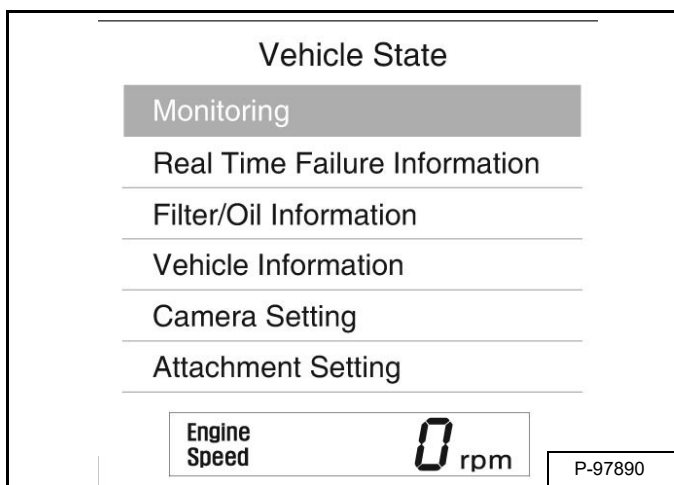 Vehicle State
Monitoring
Real Time Failure Information
Filter/Oil Information
Vehicle Information
Camera Setting
Attachment Setting
Engine
Speed
0 rpm
P-97890